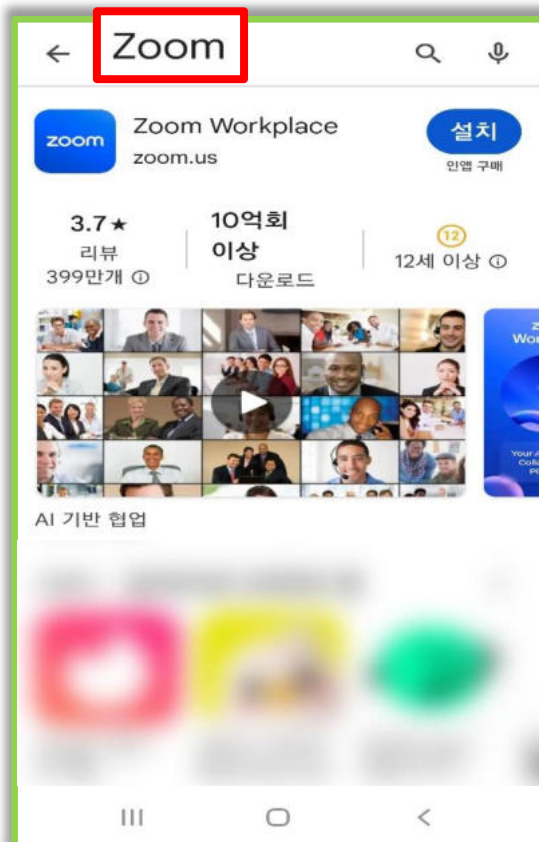 Zoom
zoom
Zoom Workplace
zoom.us
설치
인앱 구매
3.7★
리뷰
399만개 ⓘ
10억회
이상
다운로드
12
12세 이상 ⓘ
AI 기반 협업